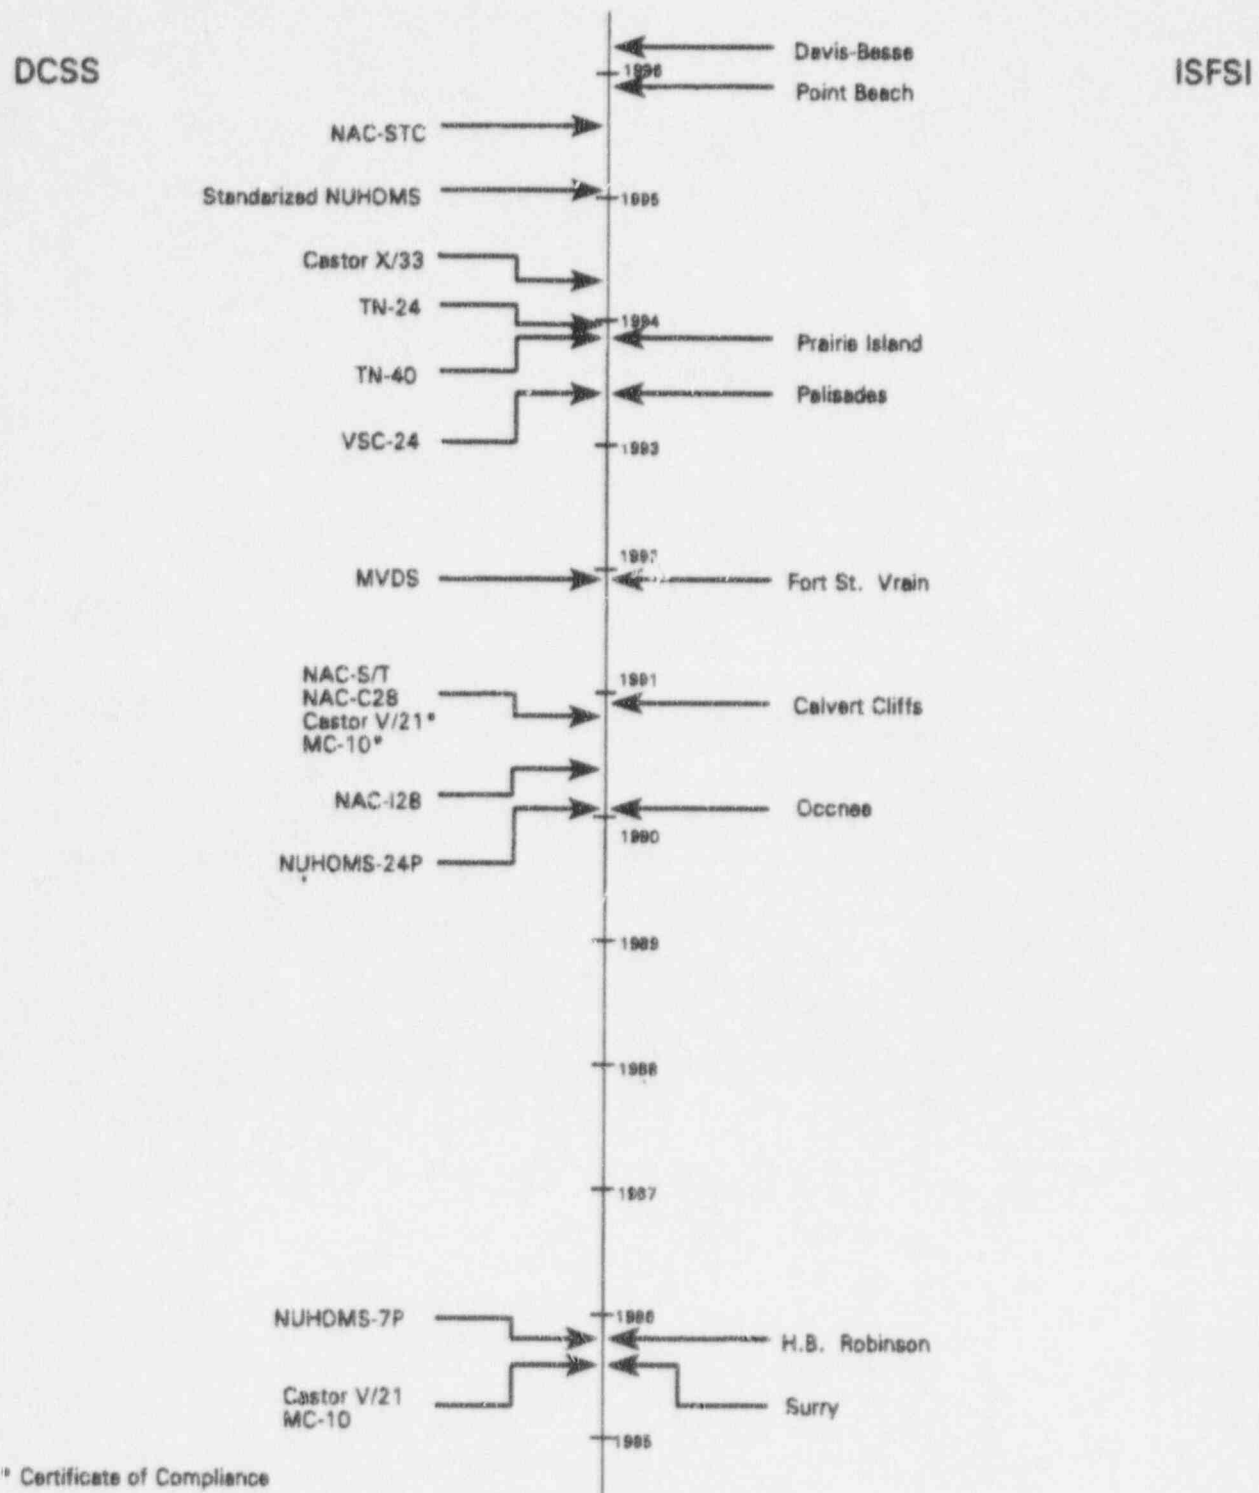 DCSS
ISFSI
Davis-Besse
1996
Point Beach
NAC-STC
Standarized NUHOMS
1995
Castor X/33
TN-24
1994
Prairie Island
TN-40
Palisades
VSC-24
1993
1992
MVDS
Fort St. Vrain
NAC-S/T
NAC-C28
Castor V/21*
MC-10*
1991
Calvert Cliffs
NAC-I28
Oconee
1990
NUHOMS-24P
1989
1988
1987
NUHOMS-7P
1986
H.B. Robinson
Castor V/21
MC-10
Surry
1985
* Certificate of Compliance